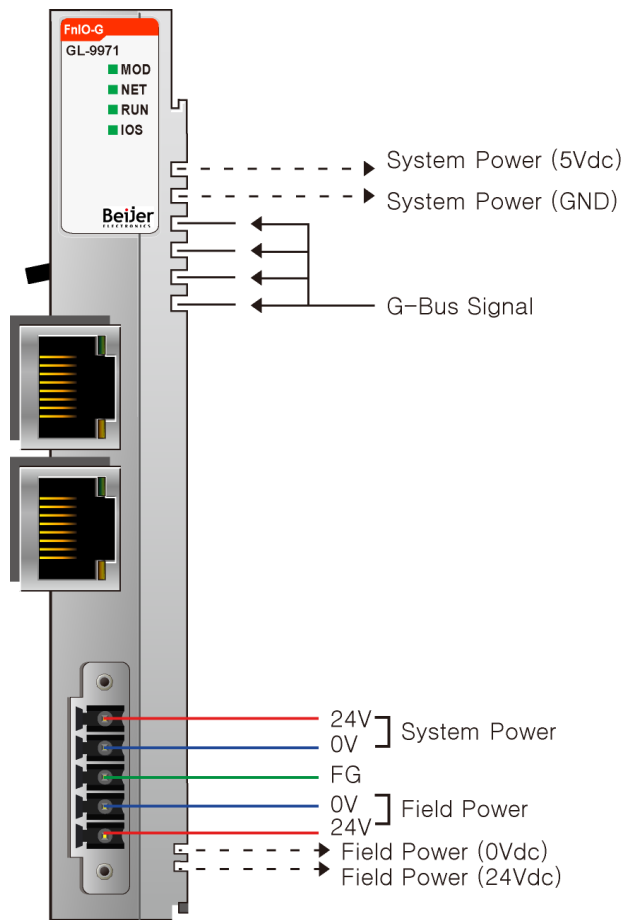 FnIO-G
GL-9971
MOD
NET
RUN
IOS
Beijer
ELECTRONICS
System Power (5Vdc)
System Power (GND)
G-Bus Signal
24V
0V
System Power
FG
0V
24V
Field Power
Field Power (0Vdc)
Field Power (24Vdc)